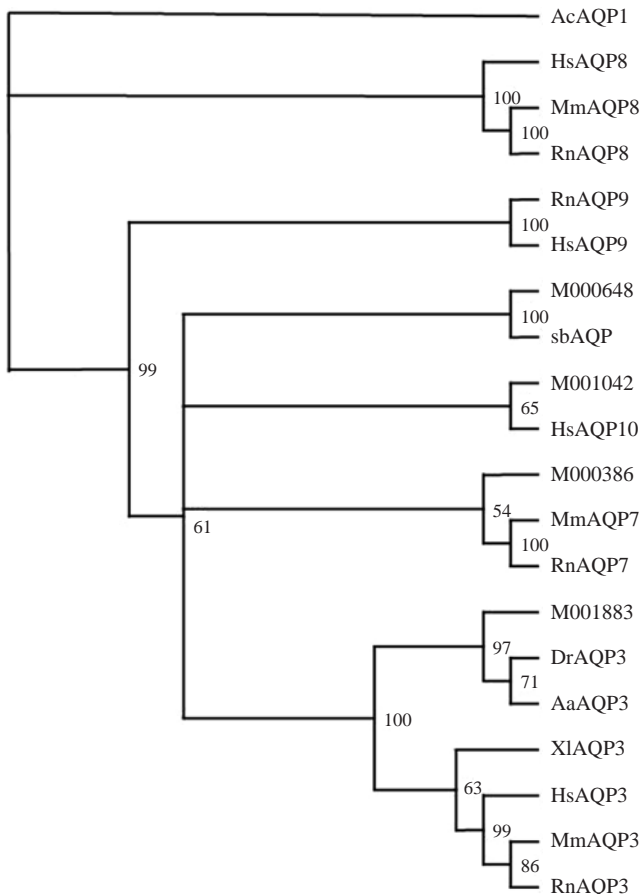 AcAQP1
HsAQP8
100
MmAQP8
100
RnAQP8
RnAQP9
100
HsAQP9
M000648
100
sbAQP
99
M001042
65
HsAQP10
M000386
54
MmAQP7
61
100
RnAQP7
M001883
97
DrAQP3
71
AaAQP3
100
XlAQP3
63
HsAQP3
99
MmAQP3
86
RnAQP3